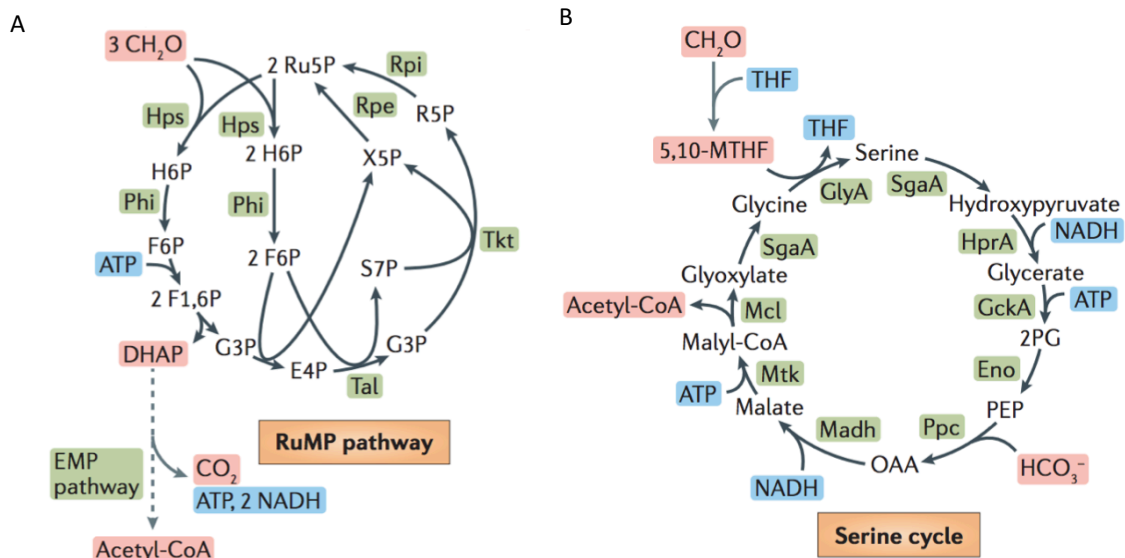 A
3 CH₂O
2 Ru5P
Rpi
Rpe
R5P
Hps
Hps
2 H6P
H6P
X5P
Phi
Phi
F6P
2 F6P
ATP
S7P
Tkt
2 F1,6P
G3P
G3P
DHAP
E4P
Tal
RuMP pathway
EMP
pathway
CO₂
ATP, 2 NADH
Acetyl-CoA
B
CH₂O
THF
THF
5,10-MTHF
Serine
GlyA
SgaA
Glycine
Hydroxypyruvate
HprA
NADH
SgaA
Glyoxylate
Glycerate
GckA
ATP
Acetyl-CoA
Mcl
Malyl-CoA
2PG
Eno
Mtk
ATP
Malate
PEP
Madh
Ppc
OAA
HCO₃⁻
NADH
Serine cycle